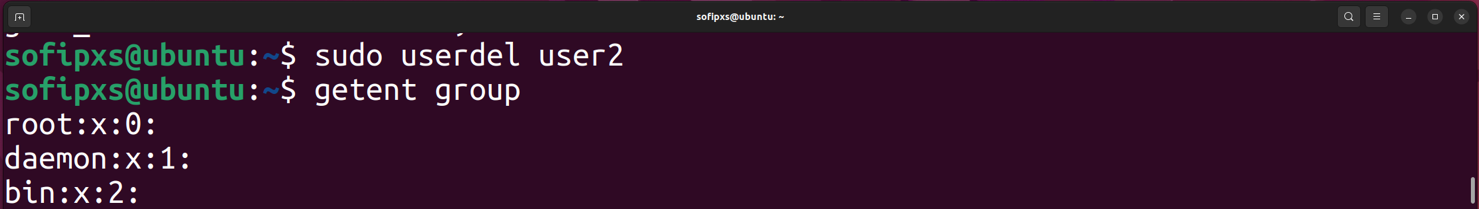 sofipxs@ubuntu: ~
sofipxs@ubuntu:~$ sudo userdel user2
sofipxs@ubuntu:~$ getent group
root:x:0:
daemon:x:1:
bin:x:2: